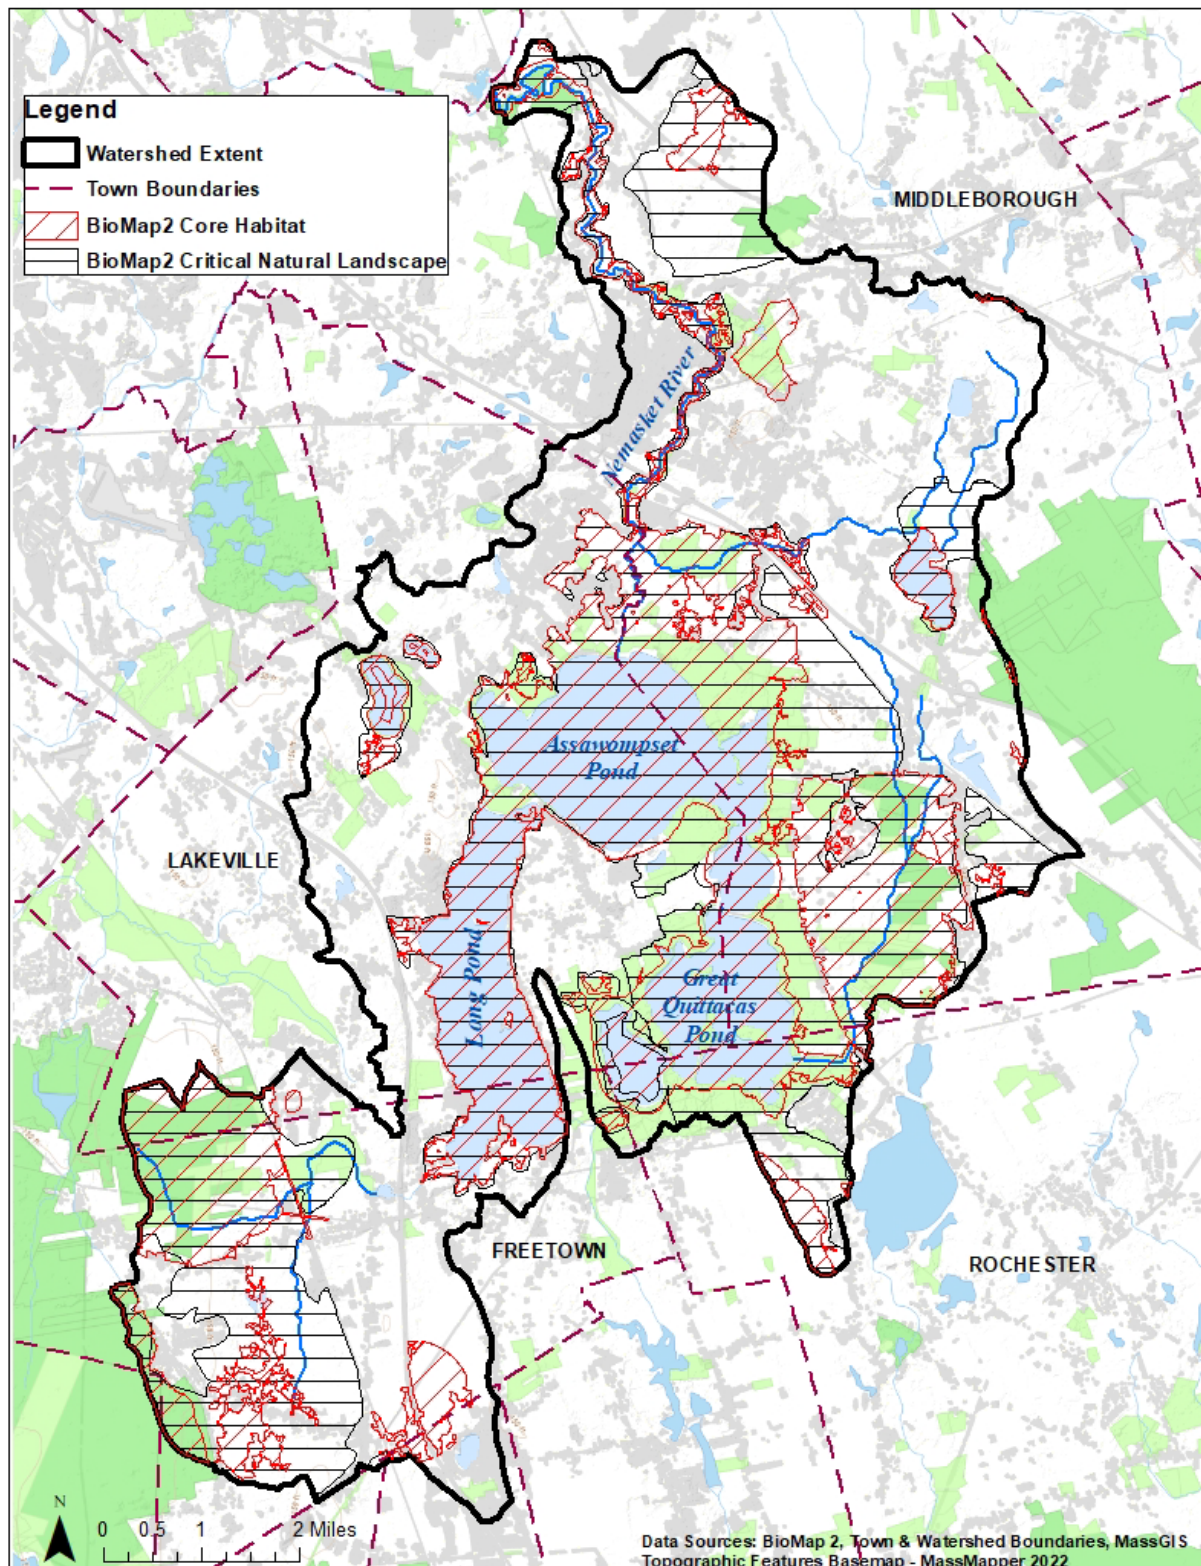 Legend
Watershed Extent
Town Boundaries
BioMap2 Core Habitat
BioMap2 Critical Natural Landscape
MIDDLEBOROUGH
Nemasket River
Assawompset
Pond
LAKEVILLE
Long Pond
Great
Quittacas
Pond
FREETOWN
ROCHESTER
N
0 0.5 1 2 Miles
Data Sources: BioMap 2, Town & Watershed Boundaries, MassGIS
Topographic Features Basemap - MassMapper 2022